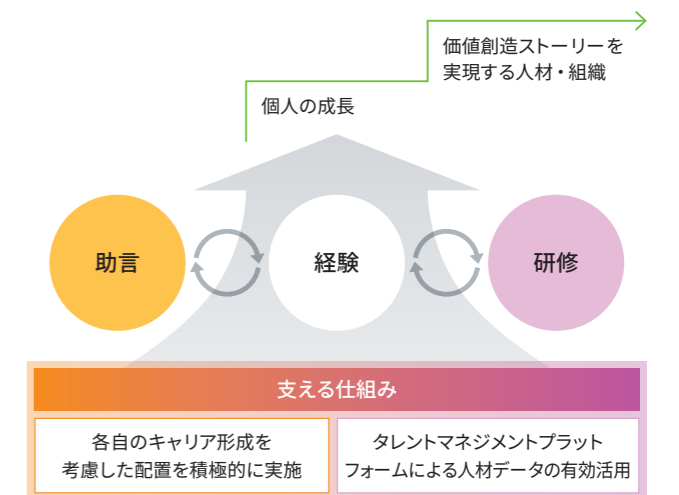 価値創造ストーリーを
実現する人材・組織
個人の成長
助言
経験
研修
支える仕組み
各自のキャリア形成を
考慮した配置を積極的に実施
タレントマネジメントプラット
フォームによる人材データの有効活用